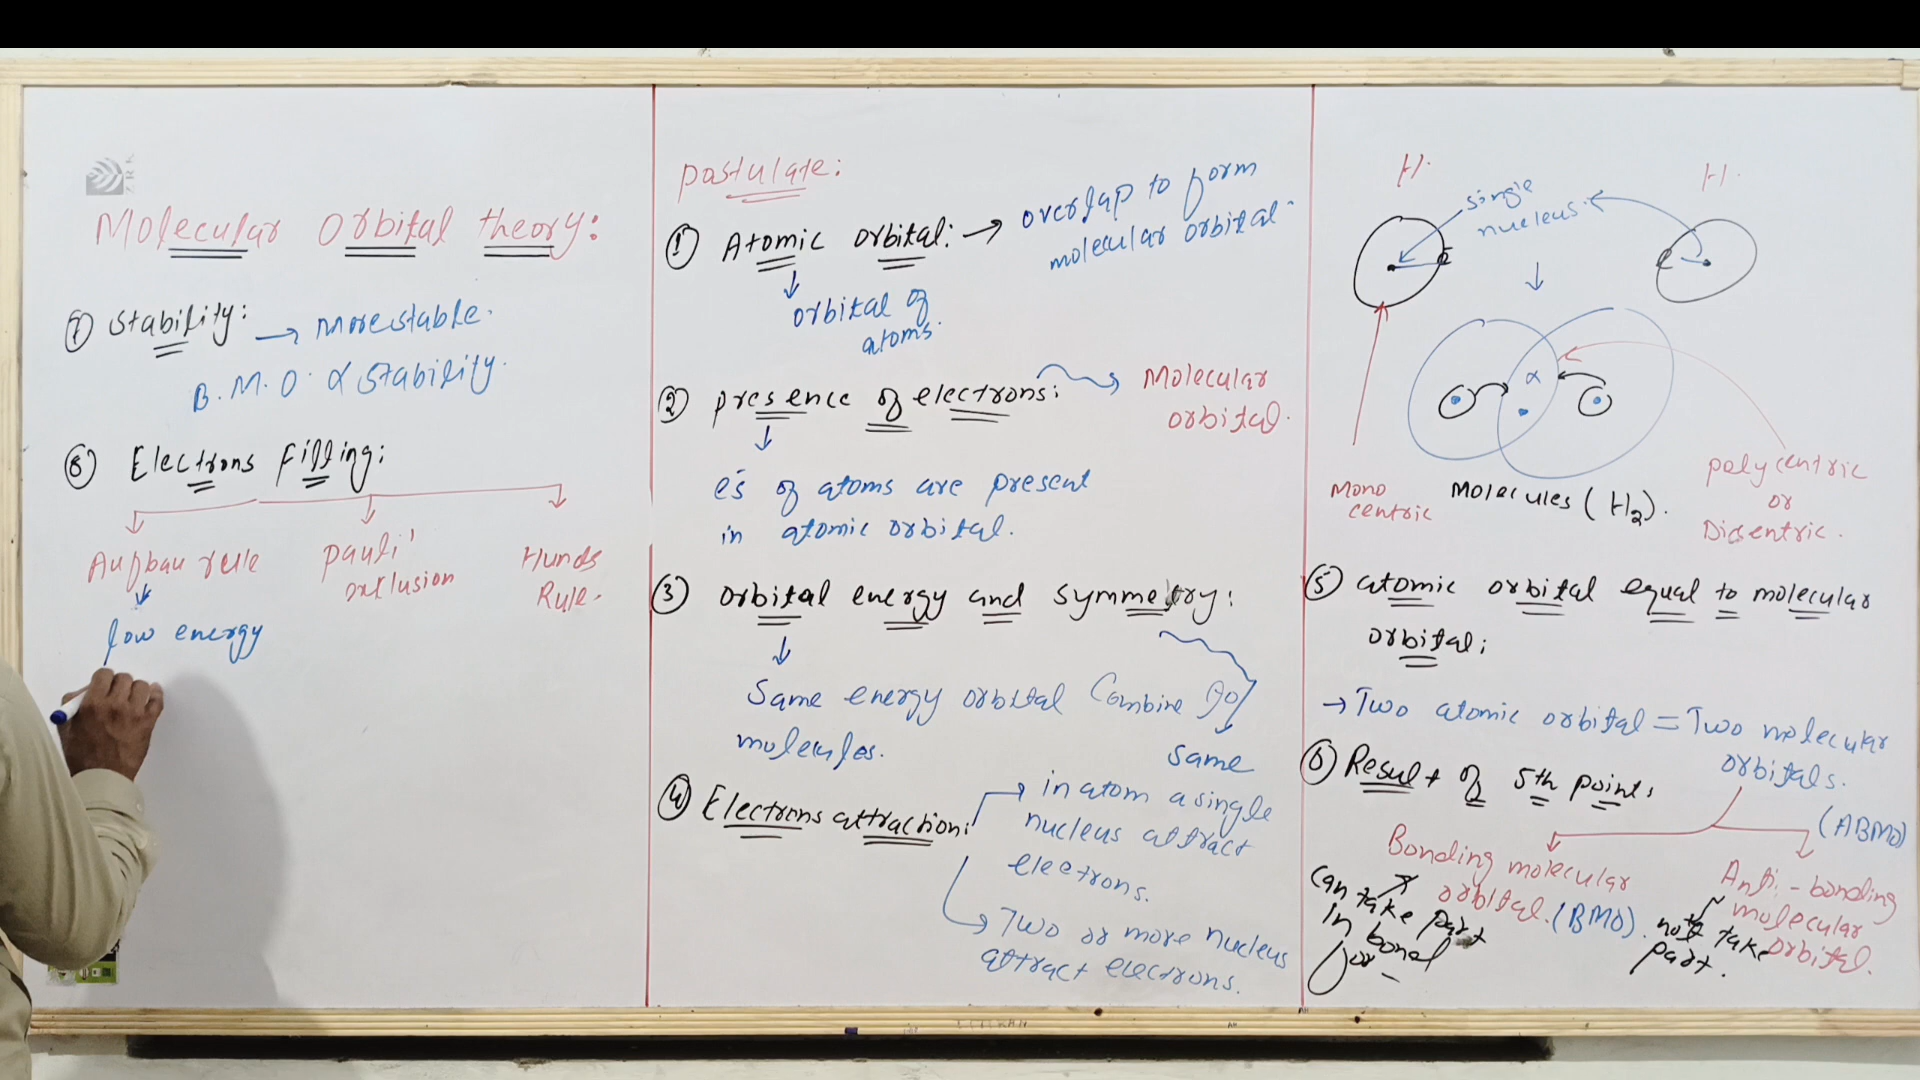 Molecular Orbital theory:
⑦ Stability: → More stable.
B.M.O. α Stability.
⑧ Electrons Filling:
Aufbau rule
Pauli'
exclusion
Hunds
Rule.
low energy
Postulate:
① Atomic orbital: → overlap to form
molecular orbital.
orbital of
atoms.
② presence of electrons:
Molecular
orbital.
es of atoms are present
in atomic orbital.
③ orbital energy and symmetry:
Same energy orbital Combine
molecules.
Same
④ Electrons attraction:
in atom a single
nucleus attract
electrons.
Two or more nucleus
attract electrons.
H.
H.
single
nucleus.
e
α
Mono
centric
Molecules (H₂).
polycentric
or
⑤ atomic orbital equal to molecular
orbital:
→ Two atomic orbital = Two molecular
orbitals.
⑥ Result of 5th point:
Bonding molecular
orbital. (BMO).
can take part
in bond
(ABMO)
Anti-bonding
molecular
orbital.
not take
part.